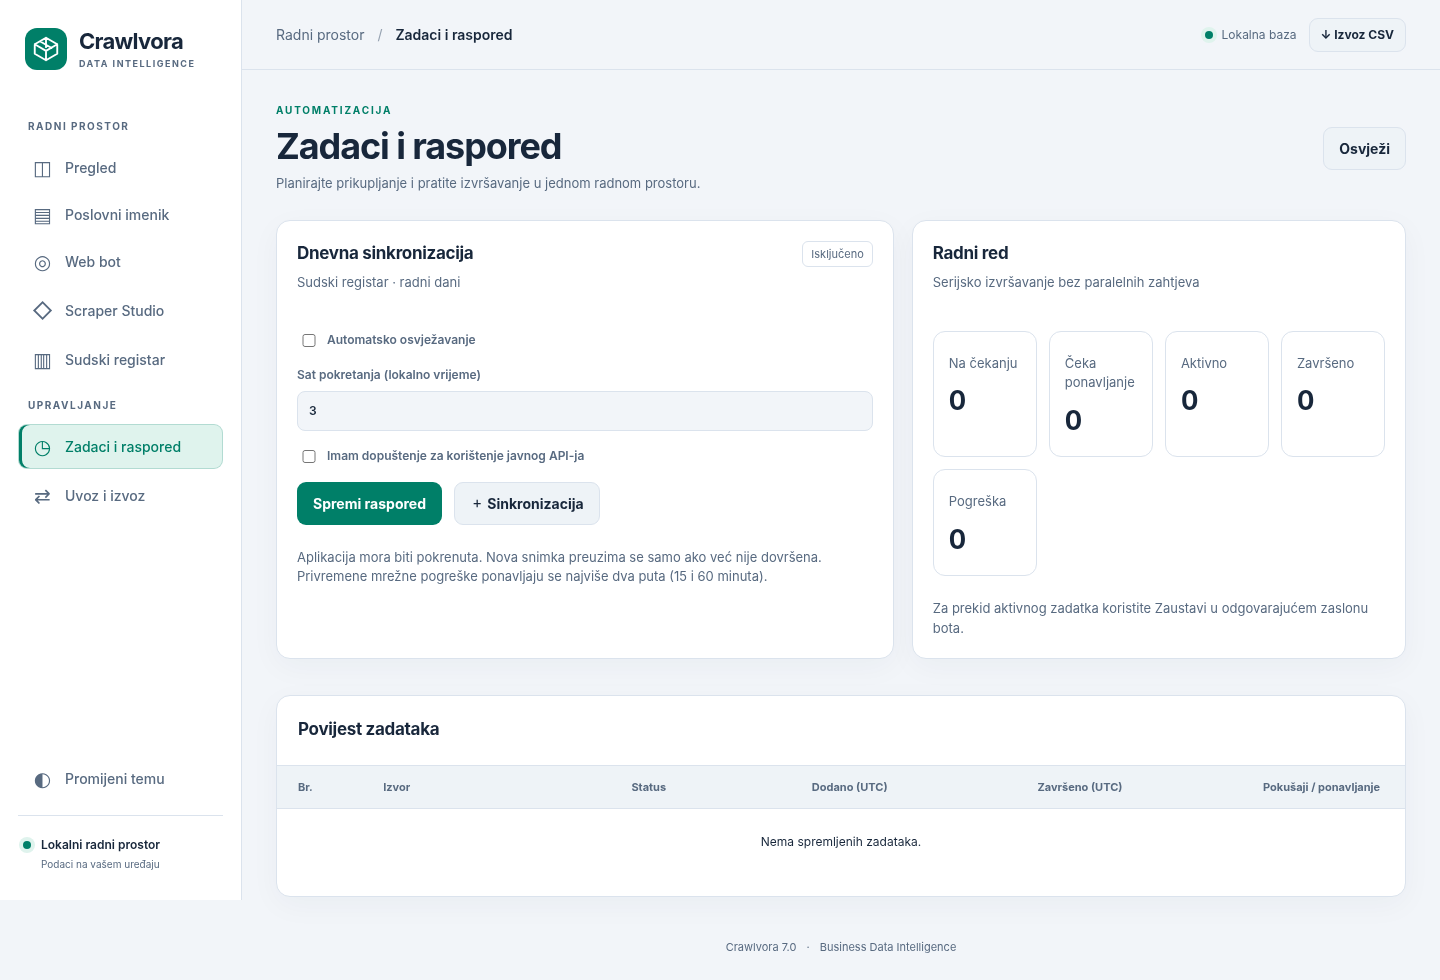 Crawlvora
DATA INTELLIGENCE
RADNI PROSTOR
Pregled
Poslovni imenik
Web bot
Scraper Studio
Sudski registar
UPRAVLJANJE
Zadaci i raspored
Uvoz i izvoz
Promijeni temu
Lokalni radni prostor
Podaci na vašem uređaju
Radni prostor / Zadaci i raspored
Lokalna baza
↓ Izvoz CSV
AUTOMATIZACIJA
Zadaci i raspored
Planirajte prikupljanje i pratite izvršavanje u jednom radnom prostoru.
Osvježi
Dnevna sinkronizacija
Isključeno
Sudski registar · radni dani
Automatsko osvježavanje
Sat pokretanja (lokalno vrijeme)
3
Imam dopuštenje za korištenje javnog API-ja
Spremi raspored
+ Sinkronizacija
Aplikacija mora biti pokrenuta. Nova snimka preuzima se samo ako već nije dovršena.
Privremene mrežne pogreške ponavljaju se najviše dva puta (15 i 60 minuta).
Radni red
Serijsko izvršavanje bez paralelnih zahtjeva
Na čekanju
0
Čeka
ponavljanje
0
Aktivno
0
Završeno
0
Pogreška
0
Za prekid aktivnog zadatka koristite Zaustavi u odgovarajućem zaslonu
bota.
Povijest zadataka
Br. Izvor Status Dodano (UTC) Završeno (UTC) Pokušaji / ponavljanje
Nema spremljenih zadataka.
Crawlvora 7.0 · Business Data Intelligence